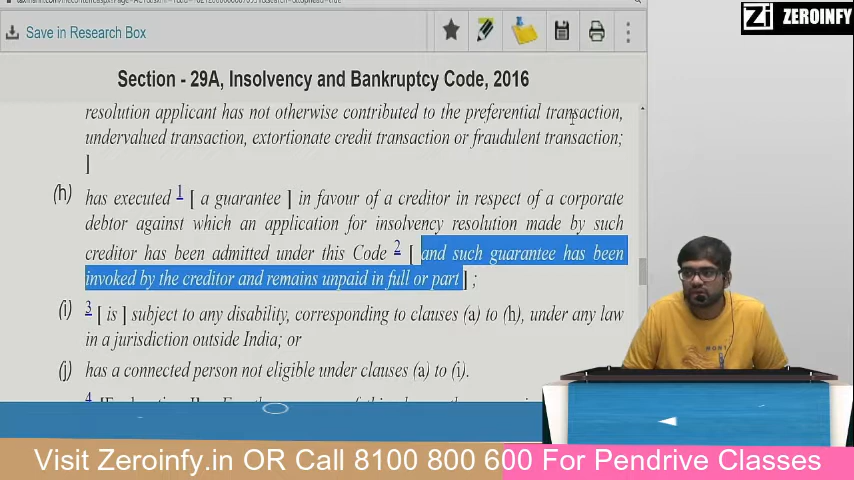 Save in Research Box
Zi ZEROINFY
Section - 29A, Insolvency and Bankruptcy Code, 2016
resolution applicant has not otherwise contributed to the preferential transaction,
undervalued transaction, extortionate credit transaction or fraudulent transaction;
]
(h) has executed 1 [ a guarantee ] in favour of a creditor in respect of a corporate
debtor against which an application for insolvency resolution made by such
creditor has been admitted under this Code 2 [ and such guarantee has been
invoked by the creditor and remains unpaid in full or part ] ;
(i) 3 [ is ] subject to any disability, corresponding to clauses (a) to (h), under any law
in a jurisdiction outside India; or
(j) has a connected person not eligible under clauses (a) to (i).
4
Visit Zeroinfy.in OR Call 8100 800 600 For Pendrive Classes